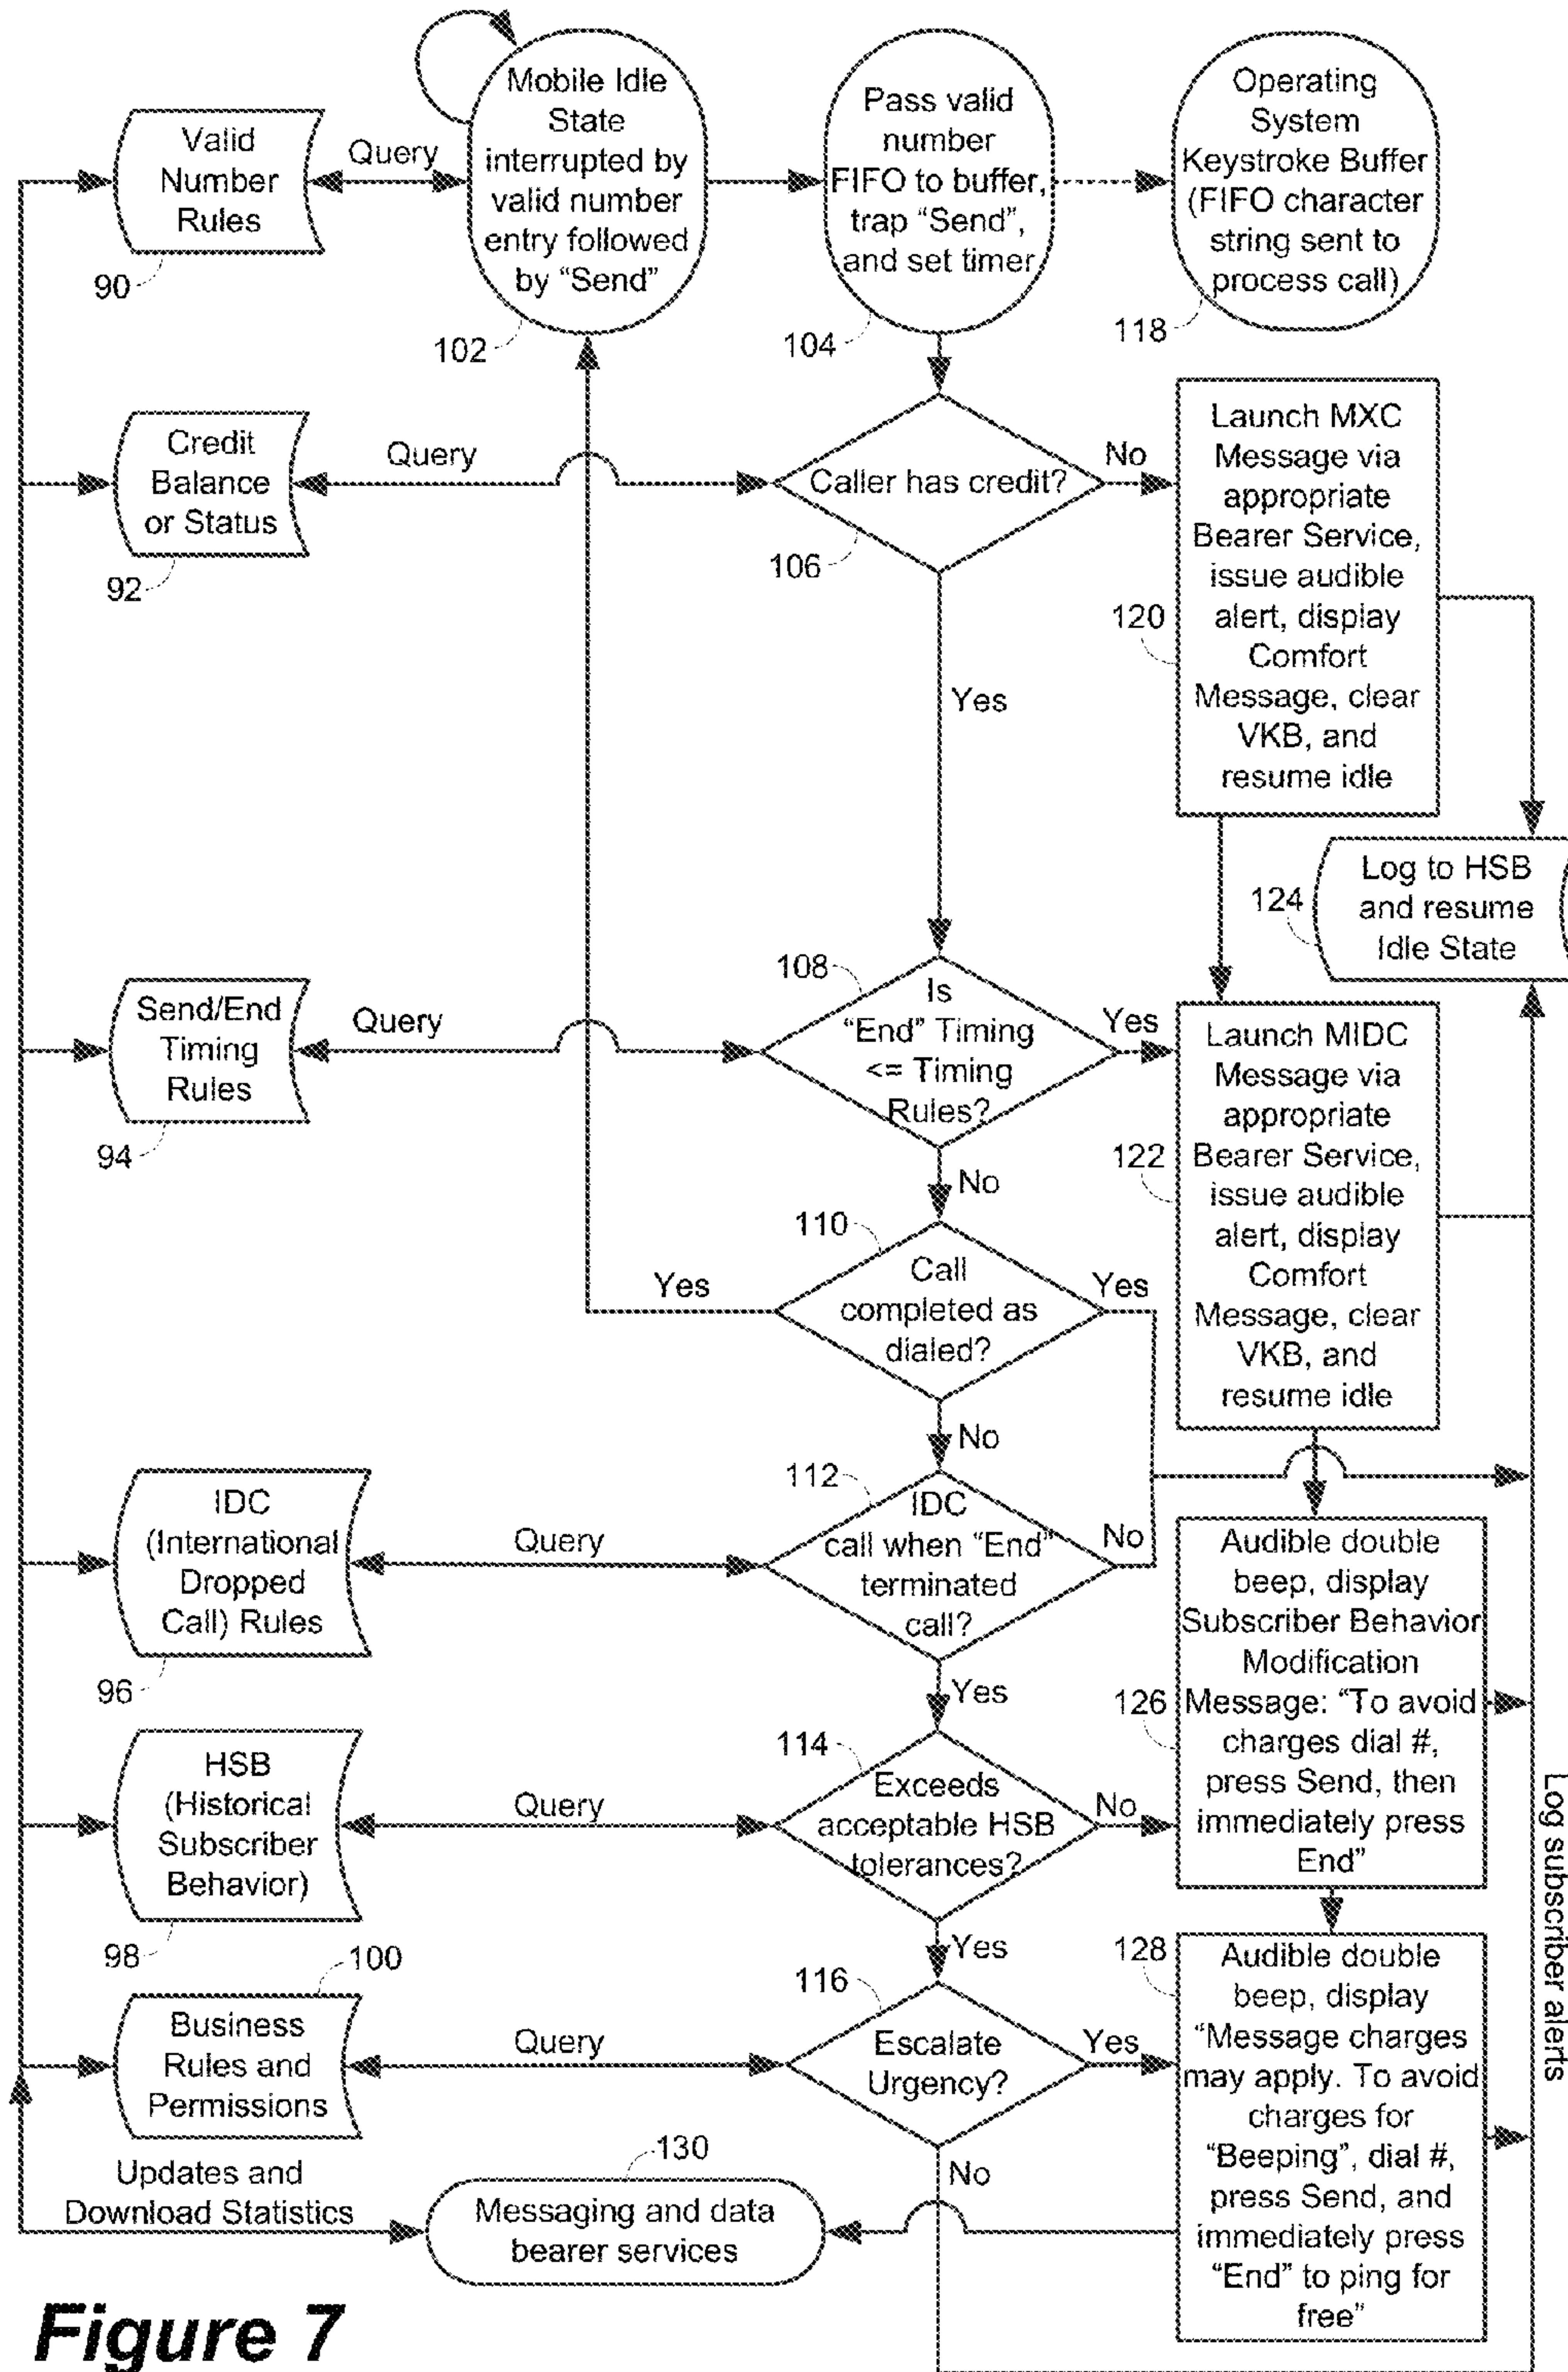 Valid
Number
Rules
90
Query
Mobile Idle
State
interrupted by
valid number
entry followed
by “Send”
102
Pass valid
number
FIFO to buffer,
trap “Send”,
and set timer
104
Operating
System
Keystroke Buffer
(FIFO character
string sent to
process call)
118
Credit
Balance
or Status
92
Query
Caller has credit?
106
No
Yes
Launch MXC
Message via
appropriate
Bearer Service,
issue audible
alert, display
Comfort
Message, clear
VKB, and
resume idle
120
Log to HSB
and resume
Idle State
124
Send/End
Timing
Rules
94
Query
108
Is
“End” Timing
<= Timing
Rules?
Yes
No
Launch MIDC
Message via
appropriate
Bearer Service,
issue audible
alert, display
Comfort
Message, clear
VKB, and
resume idle
122
110
Call
completed as
dialed?
Yes
Yes
No
IDC
(International
Dropped
Call) Rules
96
Query
112
IDC
call when “End”
terminated
call?
No
Yes
Audible double
beep, display
Subscriber Behavior
Modification
Message: “To avoid
charges dial #,
press Send, then
immediately press
End”
126
HSB
(Historical
Subscriber
Behavior)
98
Query
114
Exceeds
acceptable HSB
tolerances?
No
Yes
Log subscriber alerts
100
Business
Rules and
Permissions
Query
116
Escalate
Urgency?
Yes
No
128
Audible double
beep, display
“Message charges
may apply. To avoid
charges for
“Beeping”, dial #,
press Send, and
immediately press
“End” to ping for
free”
Updates and
Download Statistics
130
Messaging and data
bearer services
Figure 7